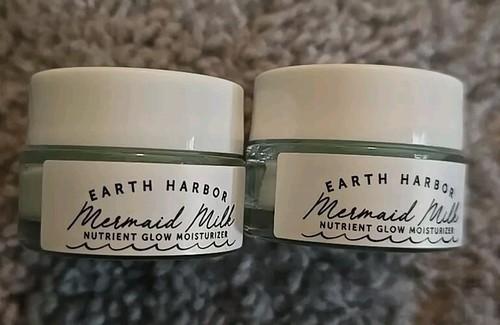 EARTH HARBOR
Mermaid Milk
NUTRIENT GLOW MOISTURIZER
EARTH HARBOR
Mermaid Milk
NUTRIENT GLOW MOISTURIZER